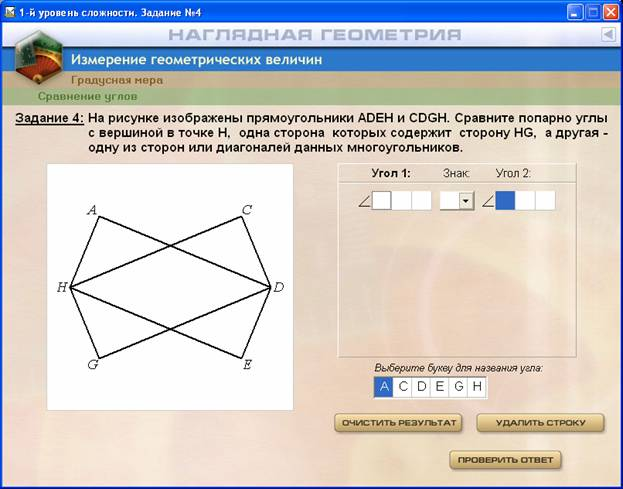 1-й уровень сложности. Задание №4
НАГЛЯДНАЯ ГЕОМЕТРИЯ
Измерение геометрических величин
Градусная мера
Сравнение углов
Задание 4: На рисунке изображены прямоугольники ADEH и CDGH. Сравните попарно углы
с вершиной в точке H, одна сторона которых содержит сторону HG, а другая -
одну из сторон или диагоналей данных многоугольников.
Угол 1: Знак: Угол 2:
A C
H D
G E
Выберите букву для названия угла:
A C D E G H
ОЧИСТИТЬ РЕЗУЛЬТАТ УДАЛИТЬ СТРОКУ
ПРОВЕРИТЬ ОТВЕТ